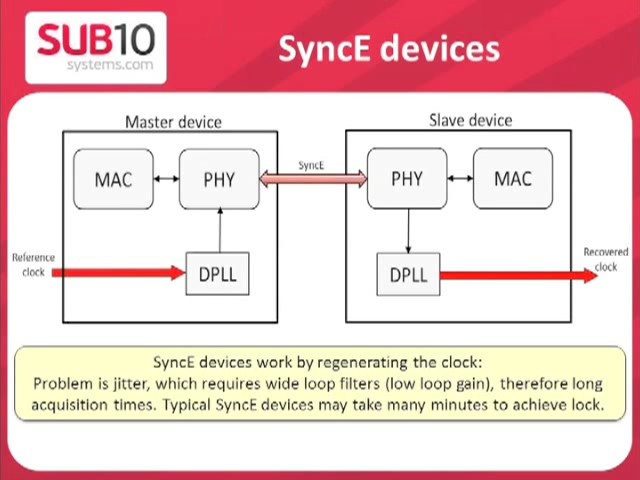 SUB10
systems.com
SyncE devices
Master device
Slave device
MAC
PHY
SyncE
PHY
MAC
Reference
clock
DPLL
DPLL
Recovered
clock
SyncE devices work by regenerating the clock:
Problem is jitter, which requires wide loop filters (low loop gain), therefore long
acquisition times. Typical SyncE devices may take many minutes to achieve lock.